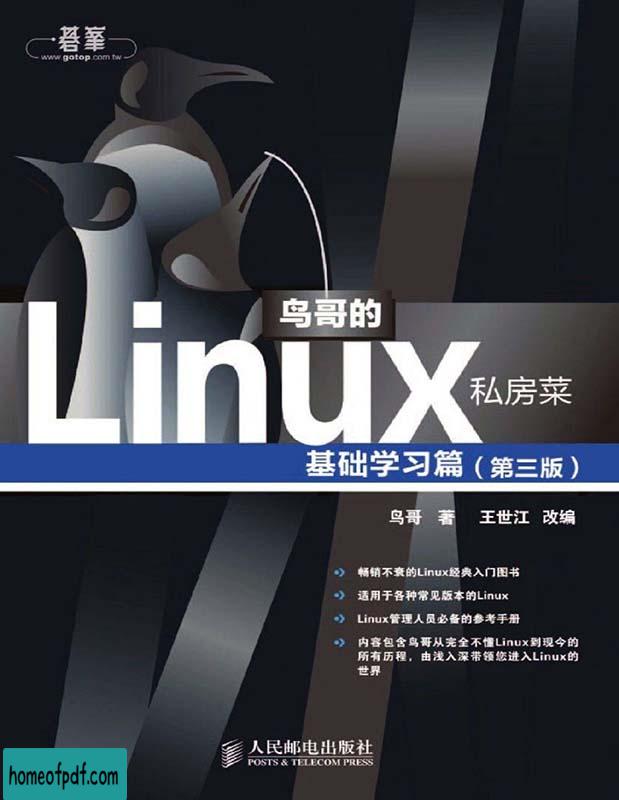 碁峯
www.gotop.com.tw
鸟哥的
Linux
私房菜
基础学习篇（第三版）
鸟哥 著 王世江 改编
畅销不衰的Linux经典入门图书
适用于各种常见版本的Linux
Linux管理人员必备的参考手册
内容包含鸟哥从完全不懂Linux到现今的
所有历程，由浅入深带领您进入Linux的
世界
人民邮电出版社
POSTS & TELECOM PRESS
homeofpdf.com